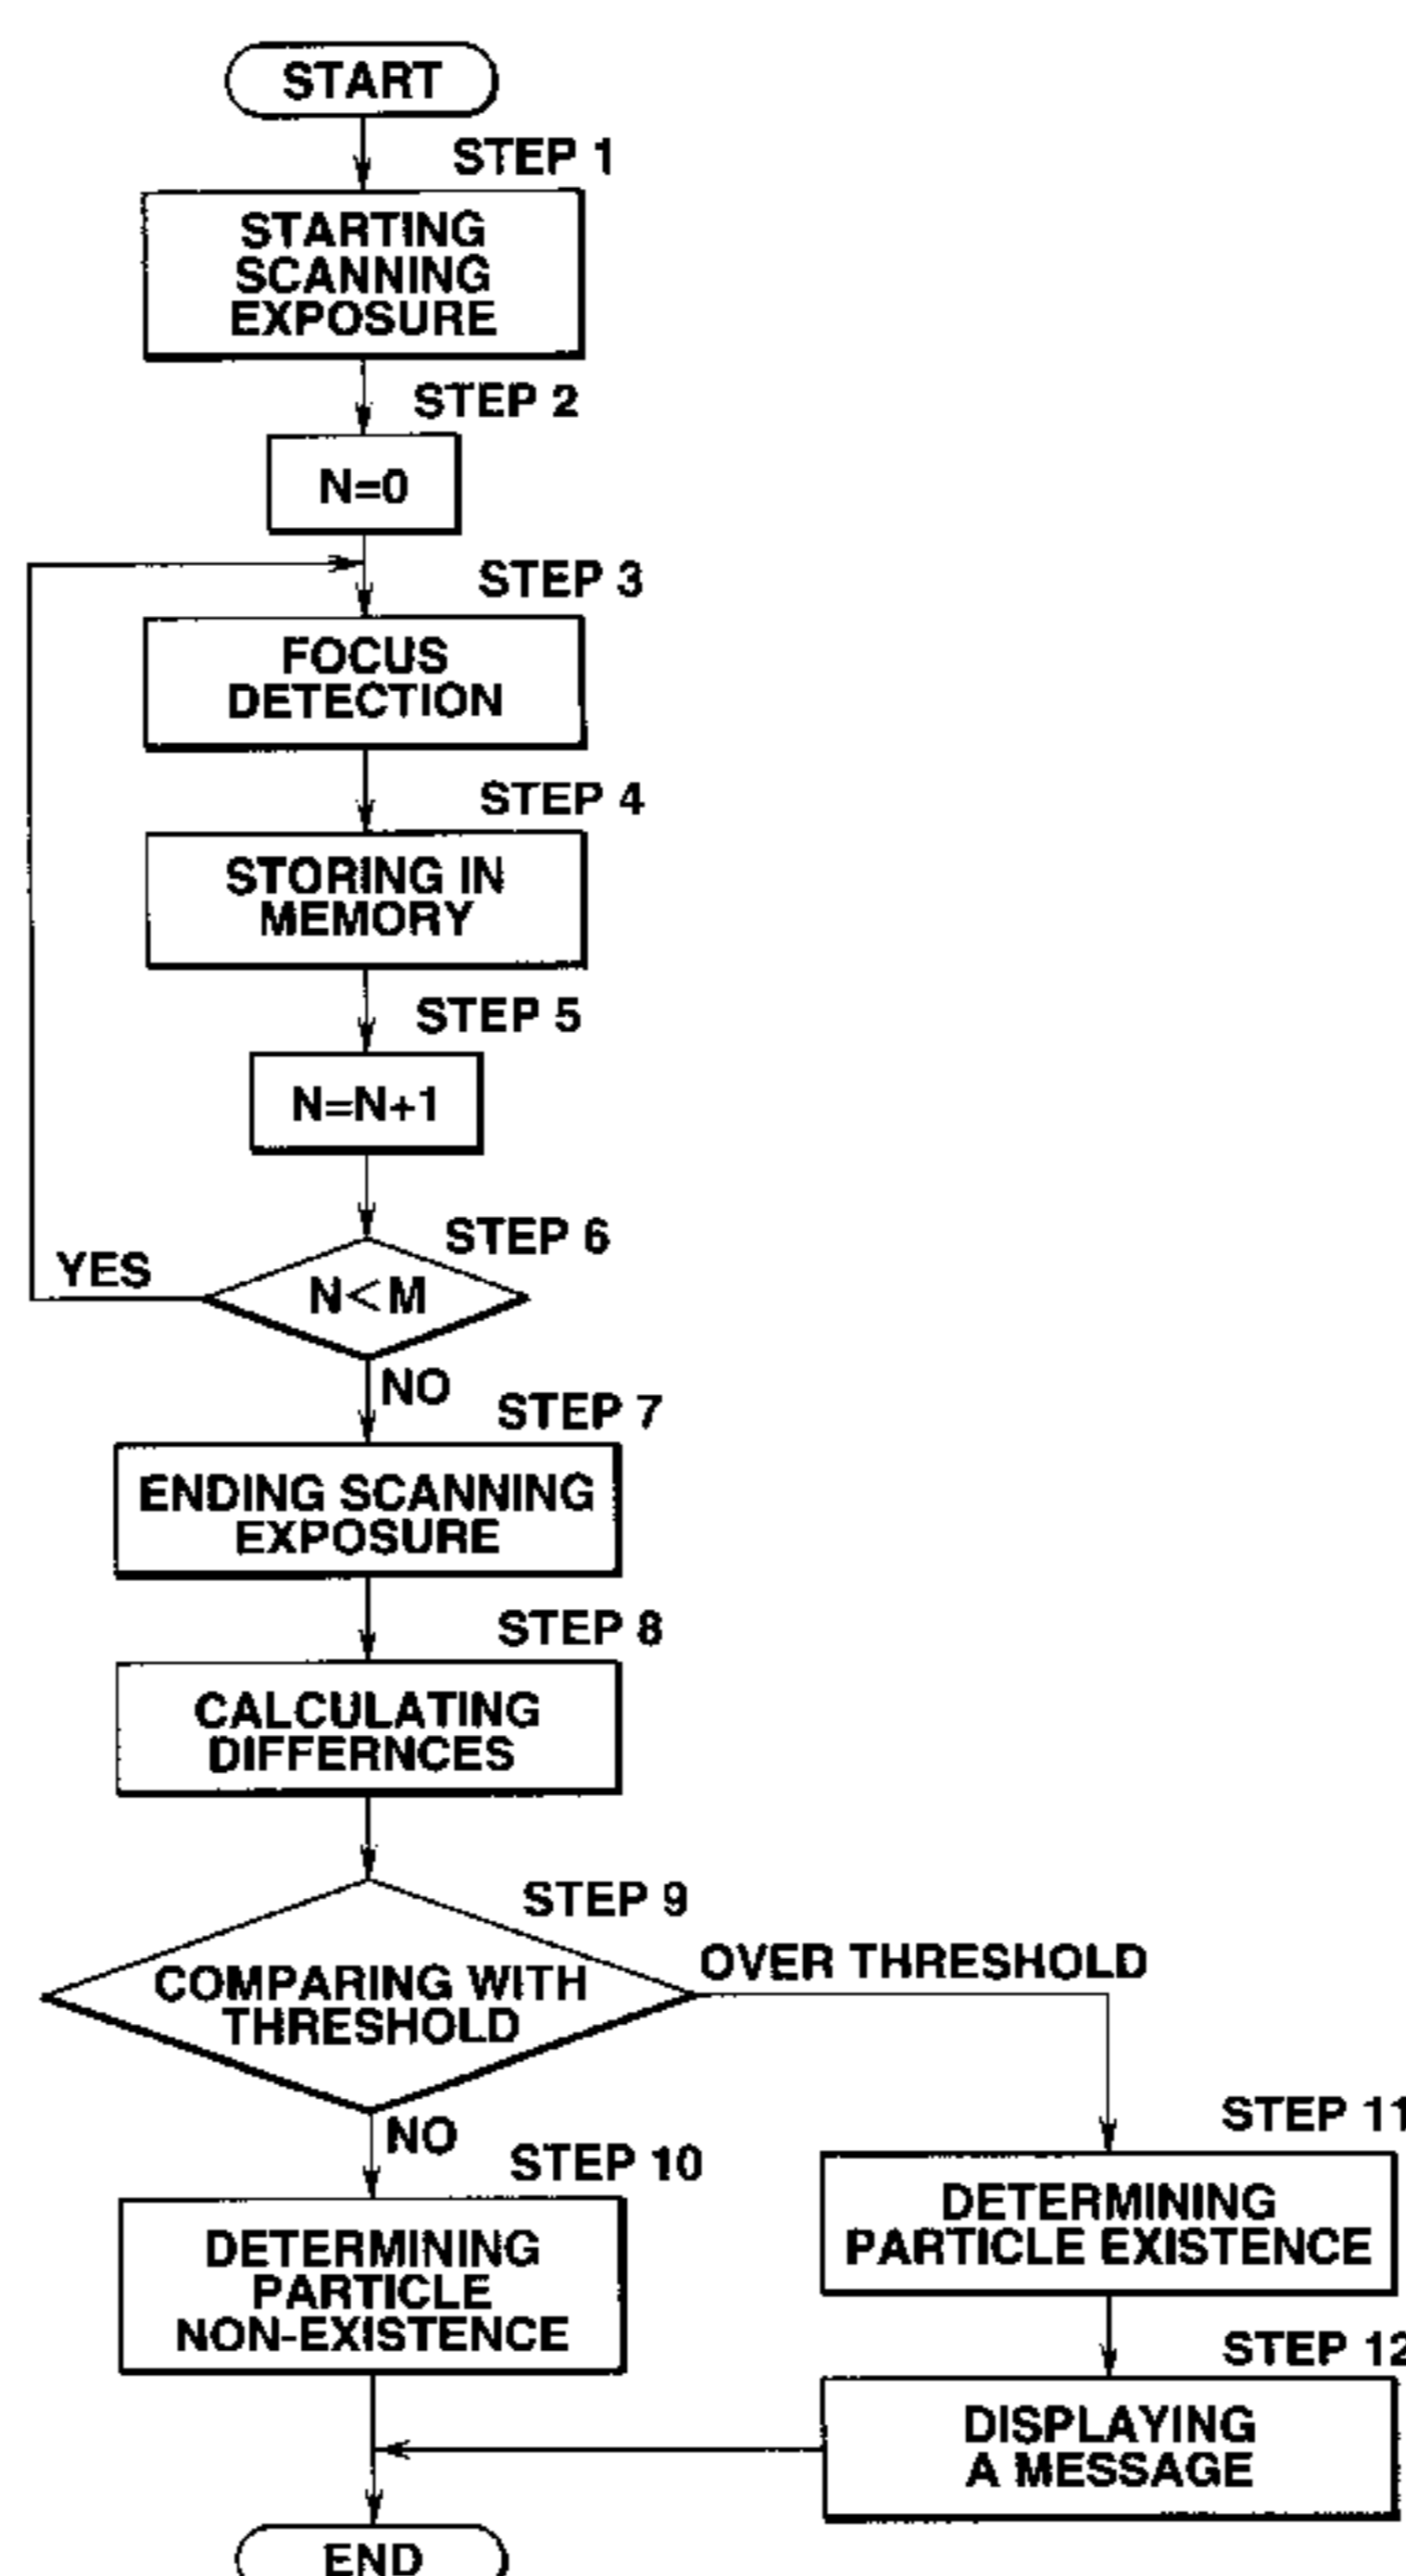 START
STEP 1
STARTING
SCANNING
EXPOSURE
STEP 2
N=0
STEP 3
FOCUS
DETECTION
STEP 4
STORING IN
MEMORY
STEP 5
N=N+1
STEP 6
YES
N<M
NO
STEP 7
ENDING SCANNING
EXPOSURE
STEP 8
CALCULATING
DIFFERNCES
STEP 9
COMPARING WITH
THRESHOLD
OVER THRESHOLD
NO
STEP 10
DETERMINING
PARTICLE
NON-EXISTENCE
STEP 11
DETERMINING
PARTICLE EXISTENCE
STEP 12
DISPLAYING
A MESSAGE
END